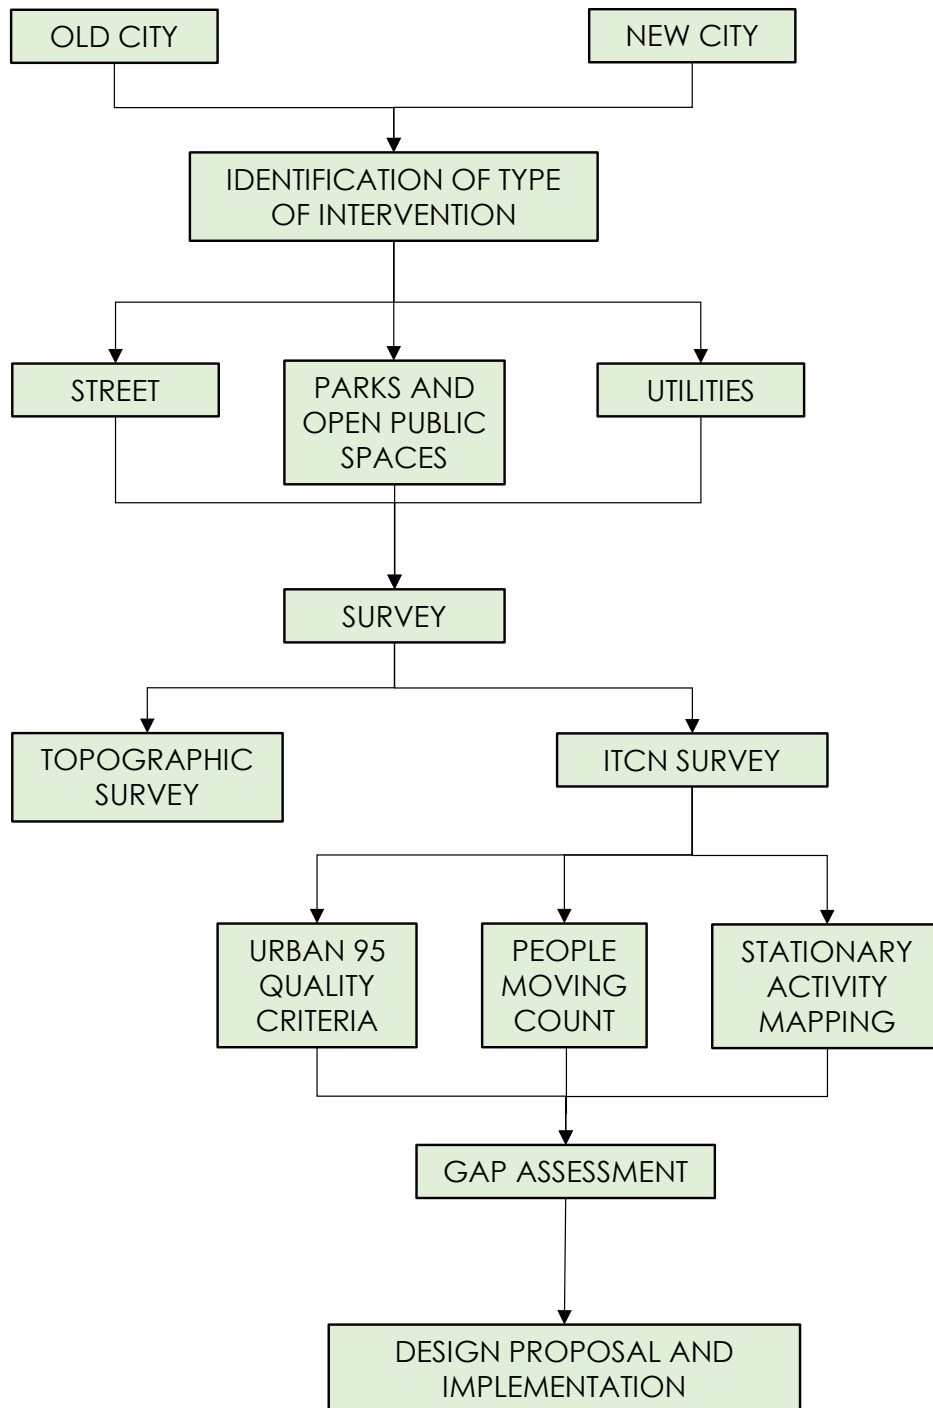 OLD CITY
NEW CITY
IDENTIFICATION OF TYPE
OF INTERVENTION
STREET
PARKS AND
OPEN PUBLIC
SPACES
UTILITIES
SURVEY
TOPOGRAPHIC
SURVEY
ITCN SURVEY
URBAN 95
QUALITY
CRITERIA
PEOPLE
MOVING
COUNT
STATIONARY
ACTIVITY
MAPPING
GAP ASSESSMENT
DESIGN PROPOSAL AND
IMPLEMENTATION